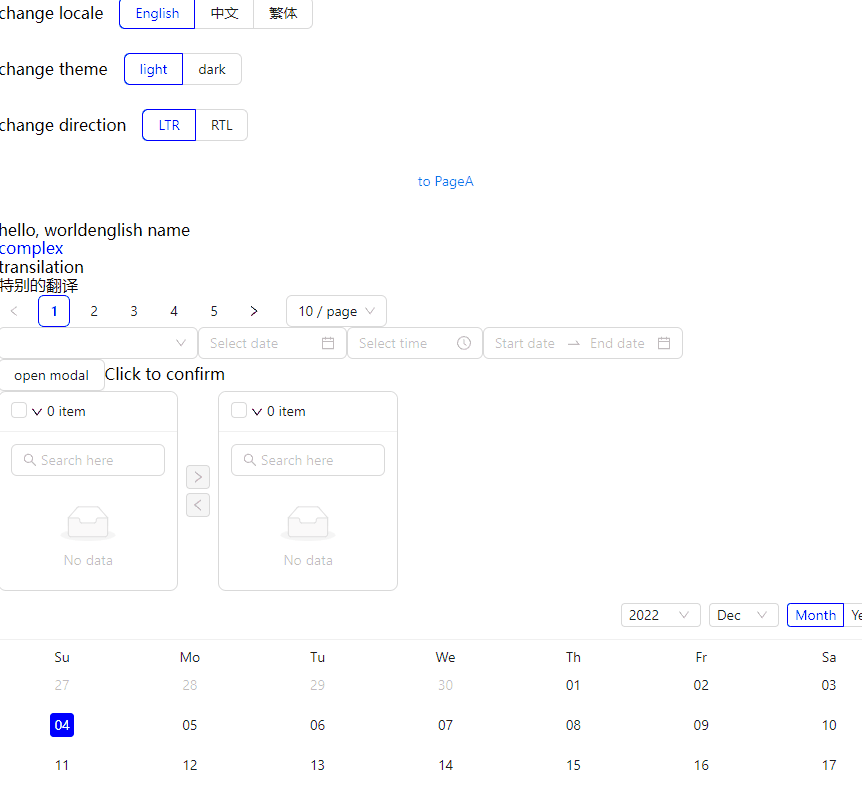 change locale English 中文 繁体
change theme light dark
change direction LTR RTL
to PageA
hello, worldenglish name
complex
transilation
特别的翻译
< 1 2 3 4 5 > 10 / page
Select date Select time Start date → End date
open modal Click to confirm
0 item 0 item
Search here Search here
No data No data
2022 Dec Month Ye
Su Mo Tu We Th Fr Sa
27 28 29 30 01 02 03
04 05 06 07 08 09 10
11 12 13 14 15 16 17